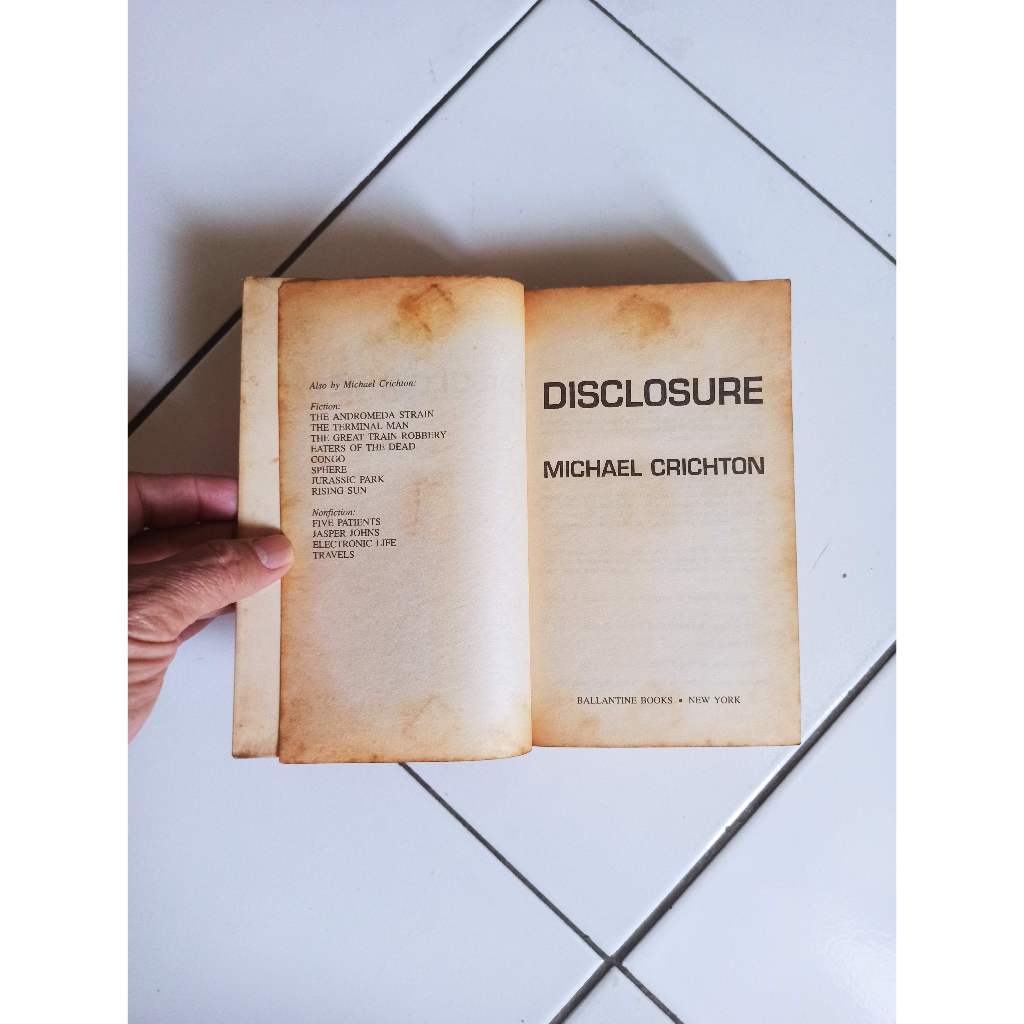 Also by Michael Crichton:
Fiction:
THE ANDROMEDA STRAIN
THE TERMINAL MAN
THE GREAT TRAIN ROBBERY
EATERS OF THE DEAD
CONGO
SPHERE
JURASSIC PARK
RISING SUN
Nonfiction:
FIVE PATIENTS
JASPER JOHNS
ELECTRONIC LIFE
TRAVELS
DISCLOSURE
MICHAEL CRICHTON
BALLANTINE BOOKS • NEW YORK